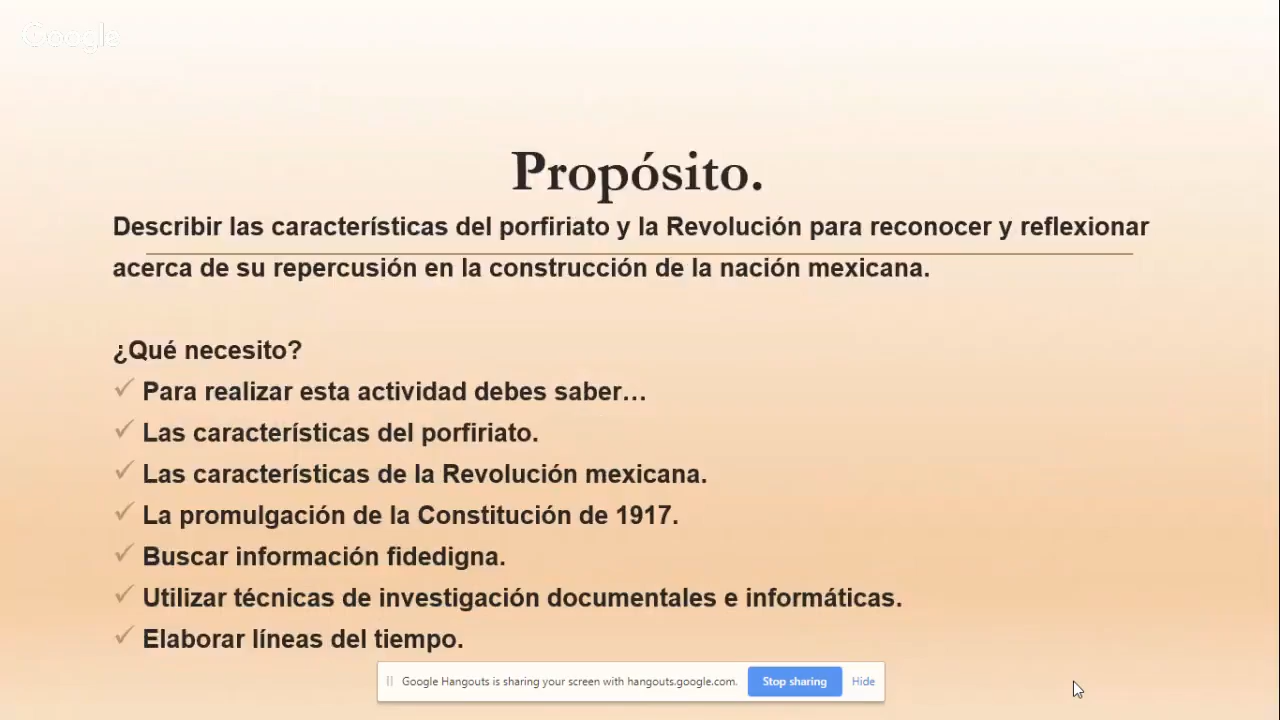 Google
Propósito.
Describir las características del porfiriato y la Revolución para reconocer y reflexionar
acerca de su repercusión en la construcción de la nación mexicana.
¿Qué necesito?
✓ Para realizar esta actividad debes saber…
✓ Las características del porfiriato.
✓ Las características de la Revolución mexicana.
✓ La promulgación de la Constitución de 1917.
✓ Buscar información fidedigna.
✓ Utilizar técnicas de investigación documentales e informáticas.
✓ Elaborar líneas del tiempo.
Google Hangouts is sharing your screen with hangouts.google.com. Stop sharing Hide